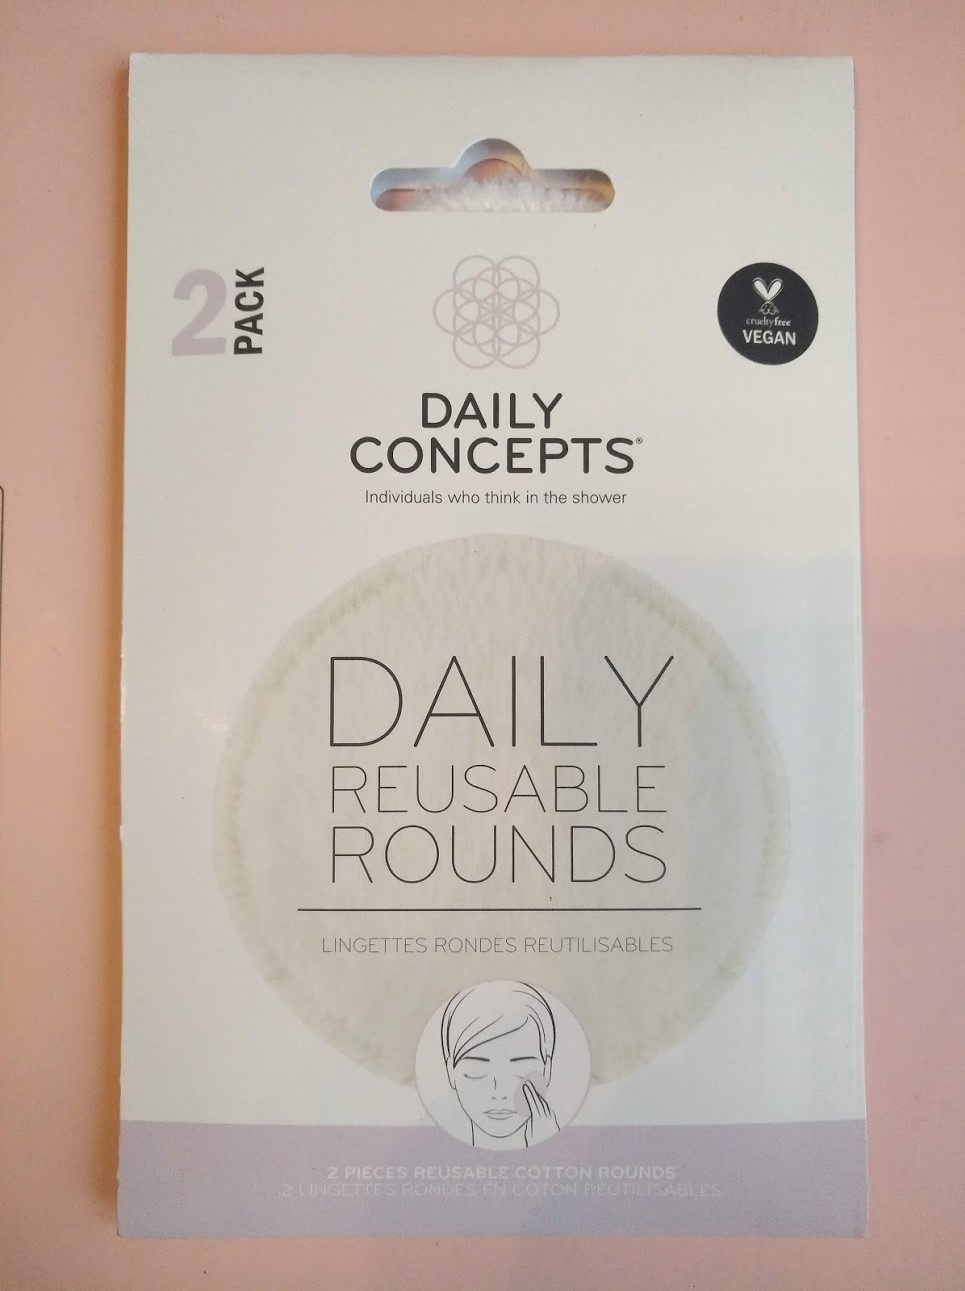 2
PACK
crueltyfree
VEGAN
DAILY
CONCEPTS®
Individuals who think in the shower
DAILY
REUSABLE
ROUNDS
LINGETTES RONDES REUTILISABLES
2 PIECES REUSABLE COTTON ROUNDS
2 LINGETTES RONDES EN COTON RÉUTILISABLES